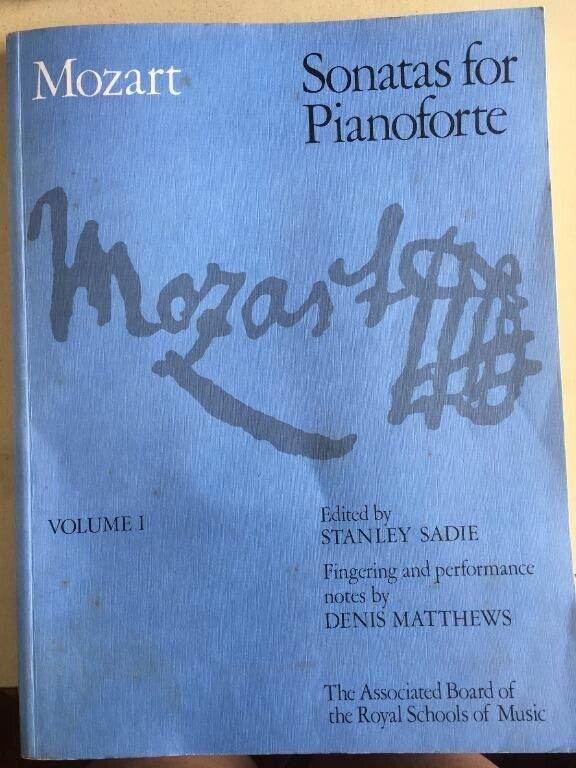 Mozart
Sonatas for
Pianoforte
Mozart
VOLUME I
Edited by
STANLEY SADIE
Fingering and performance
notes by
DENIS MATTHEWS
The Associated Board of
the Royal Schools of Music